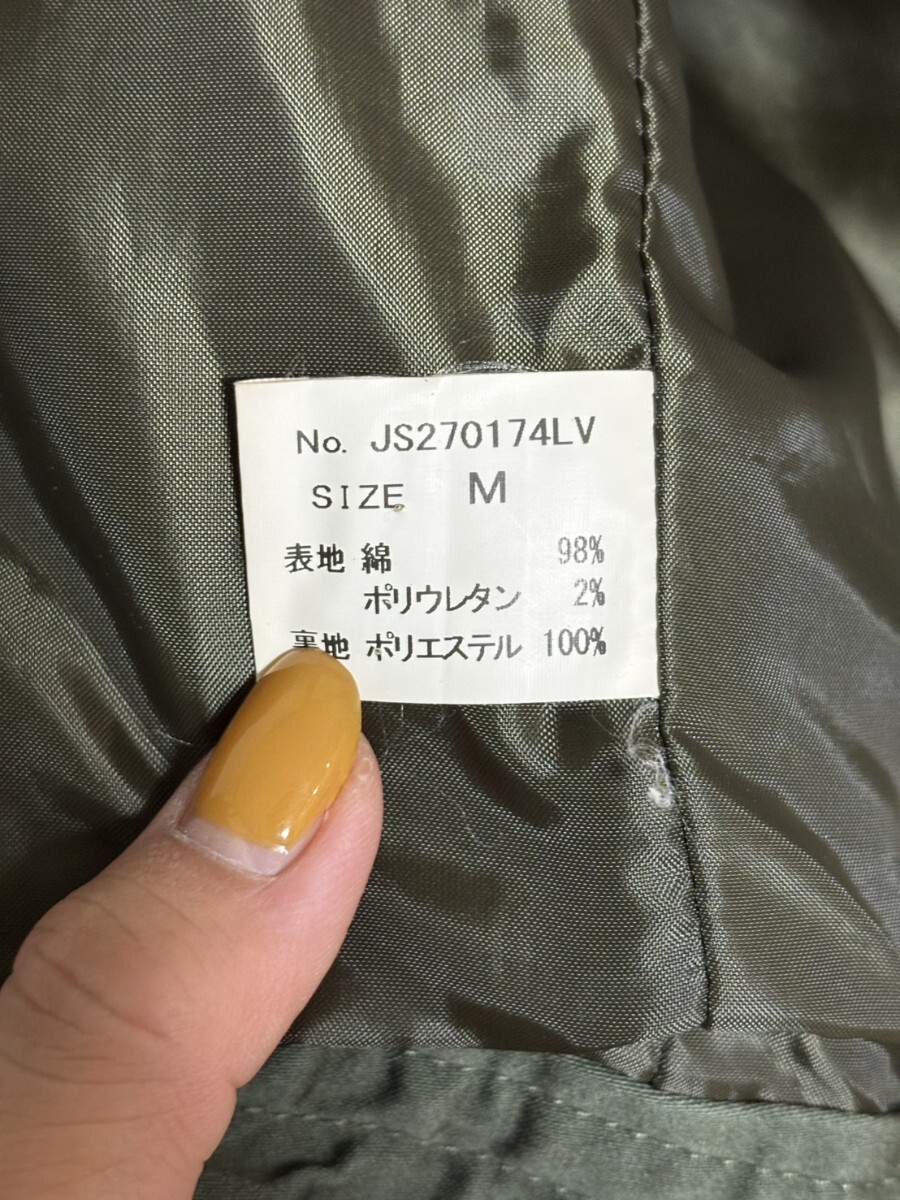 No. JS270174LV
SIZE M
表地 綿 98%
ポリウレタン 2%
裏地 ポリエステル 100%